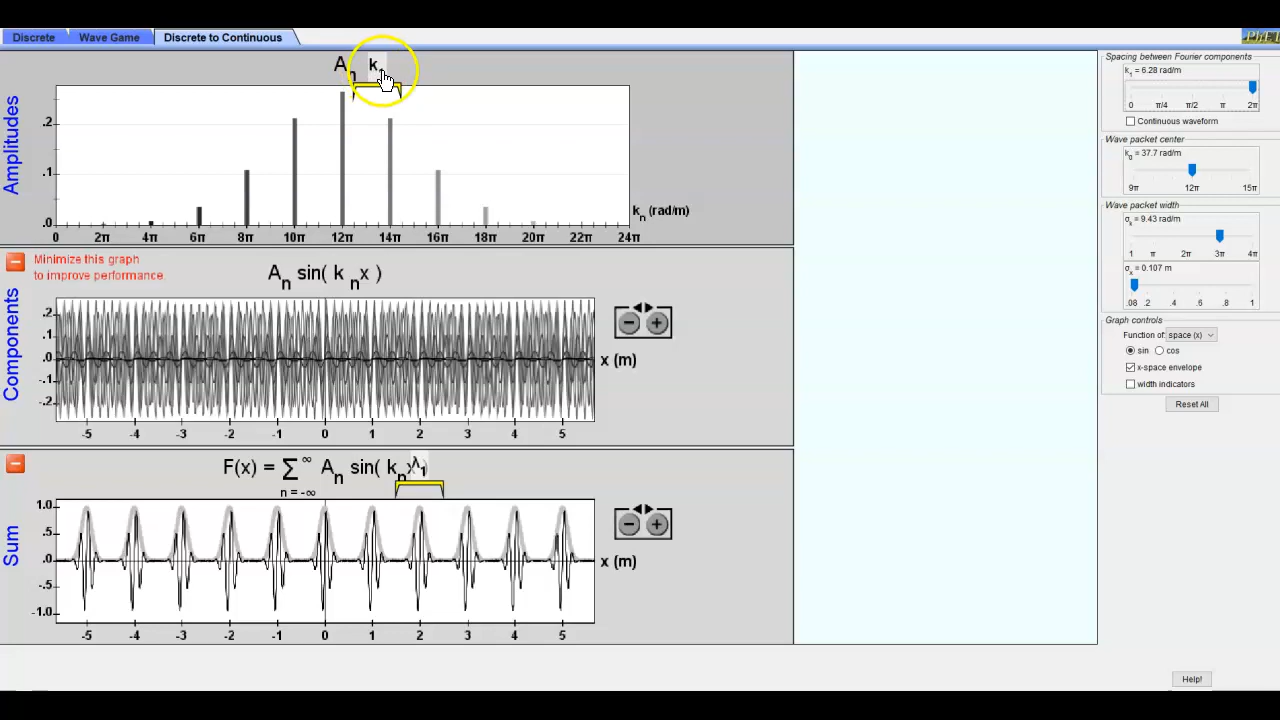 Discrete
Wave Game
Discrete to Continuous
PhET
A n k
Amplitudes
.2
.1
.0
0 2π 4π 6π 8π 10π 12π 14π 16π 18π 20π 22π 24π
k n (rad/m)
Minimize this graph
to improve performance
A n sin( k n x )
Components
.2
.1
.0
-.1
-.2
-5 -4 -3 -2 -1 0 1 2 3 4 5
x (m)
F(x) = Σ ∞ A n sin( k n x λ1 )
n = -∞
Sum
1.0
.5
.0
-.5
-1.0
-5 -4 -3 -2 -1 0 1 2 3 4 5
x (m)
Spacing between Fourier components
k1 = 6.28 rad/m
0 π/4 π/2 π 2π
Continuous waveform
Wave packet center
k0 = 37.7 rad/m
9π 12π 15π
Wave packet width
σk = 9.43 rad/m
1 π 2π 3π 4π
σx = 0.107 m
.08 .2 .4 .6 .8 1
Graph controls
Function of: space (x)
sin cos
x-space envelope
width indicators
Reset All
Help!